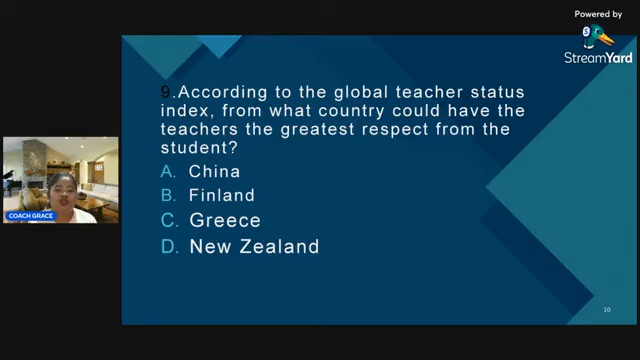 Powered by
StreamYard
9.According to the global teacher status
index, from what country could have the
teachers the greatest respect from the
student?
A. China
B. Finland
C. Greece
D. New Zealand
COACH GRACE
10